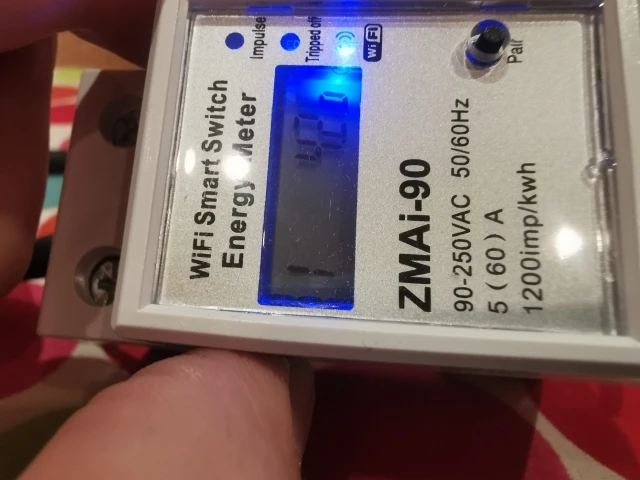 WiFi Smart Switch
Energy Meter
Impulse
Tripped off
WiFi
Pair
ZMAi-90
90-250VAC 50/60Hz
5 (60) A
1200imp/kwh